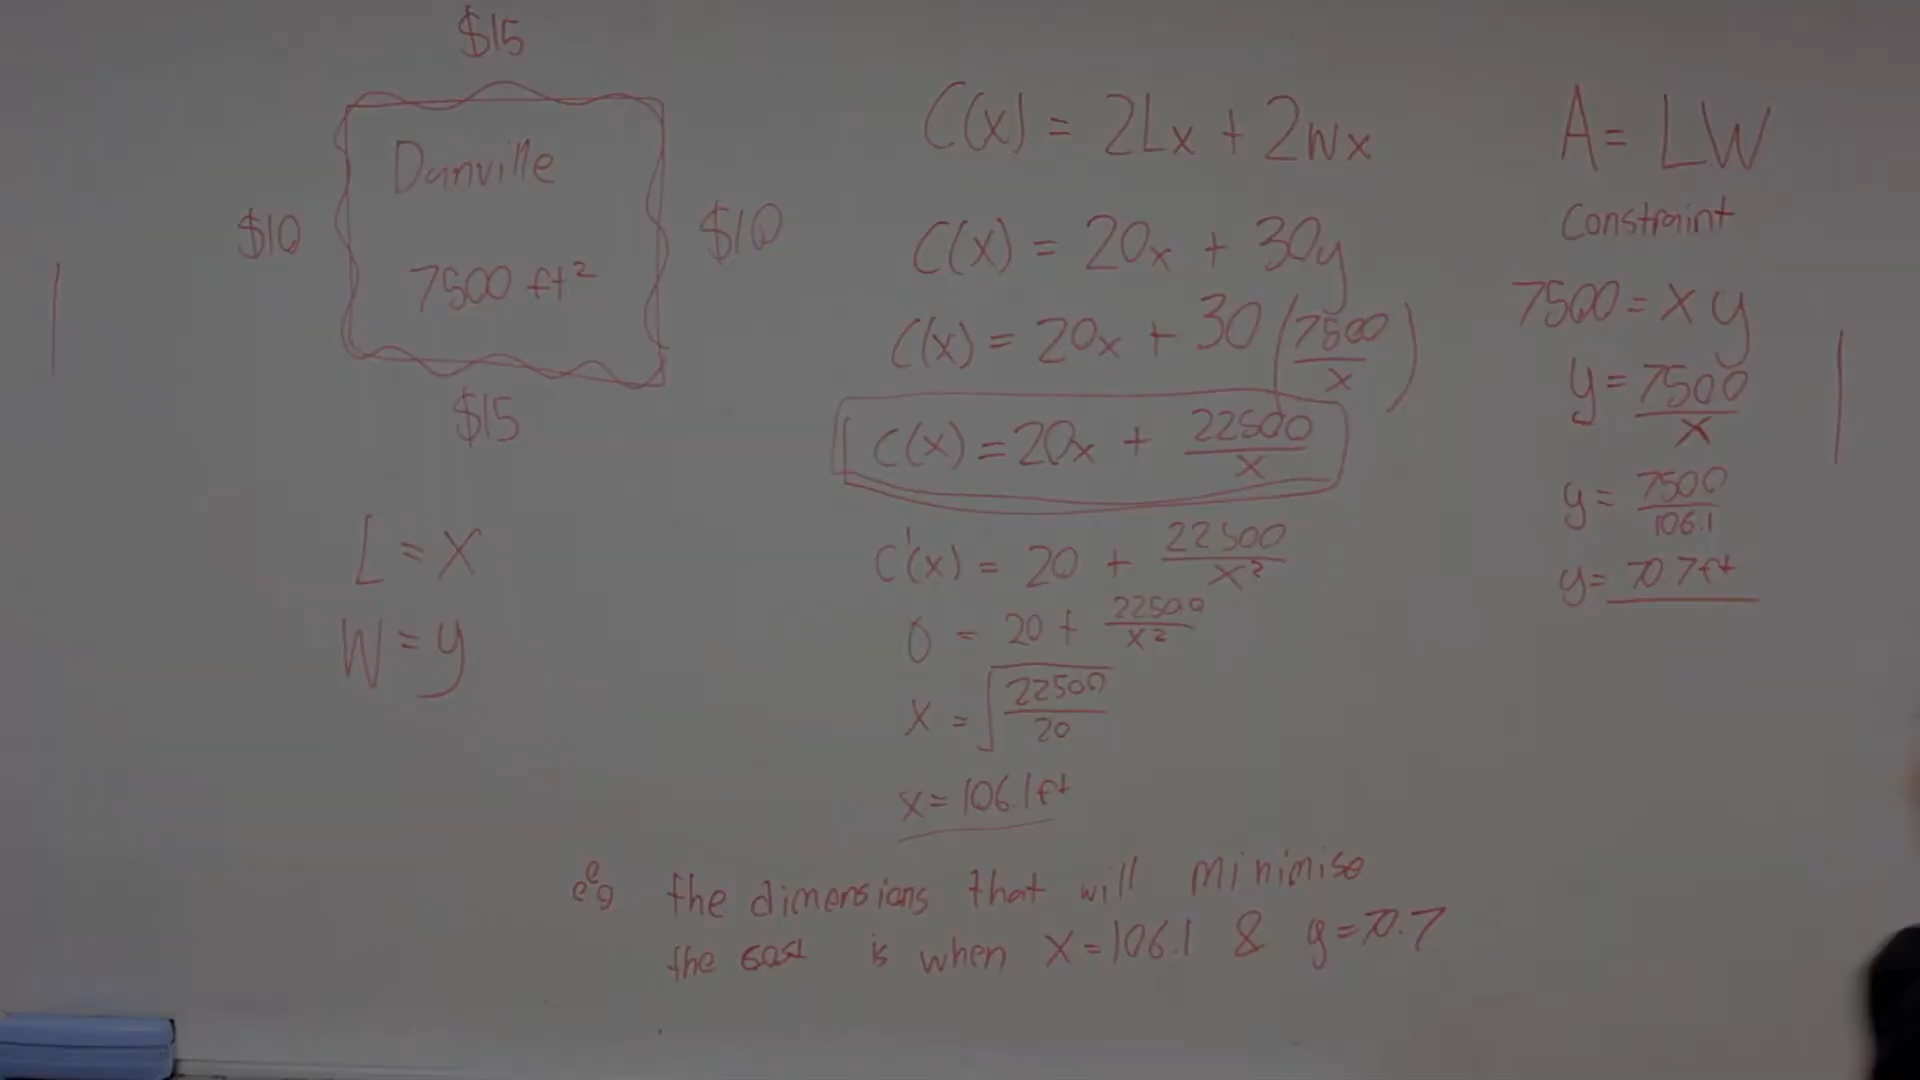 $15
Danville
7500 ft²
$10
$10
$15
L = x
W = y
C(x) = 2Lx + 2wx
C(x) = 20x + 30y
C(x) = 20x + 30 (7500/x)
C(x) = 20x + 22500/x
C'(x) = 20 + 22500/x²
0 = 20 + 22500/x²
x = √(22500/20)
x = 106.1ft
A = LW
Constraint
7500 = x y
y = 7500/x
y = 7500/106.1
y = 70.7ft
the dimensions that will minimise
the cost is when x = 106.1 & y = 70.7